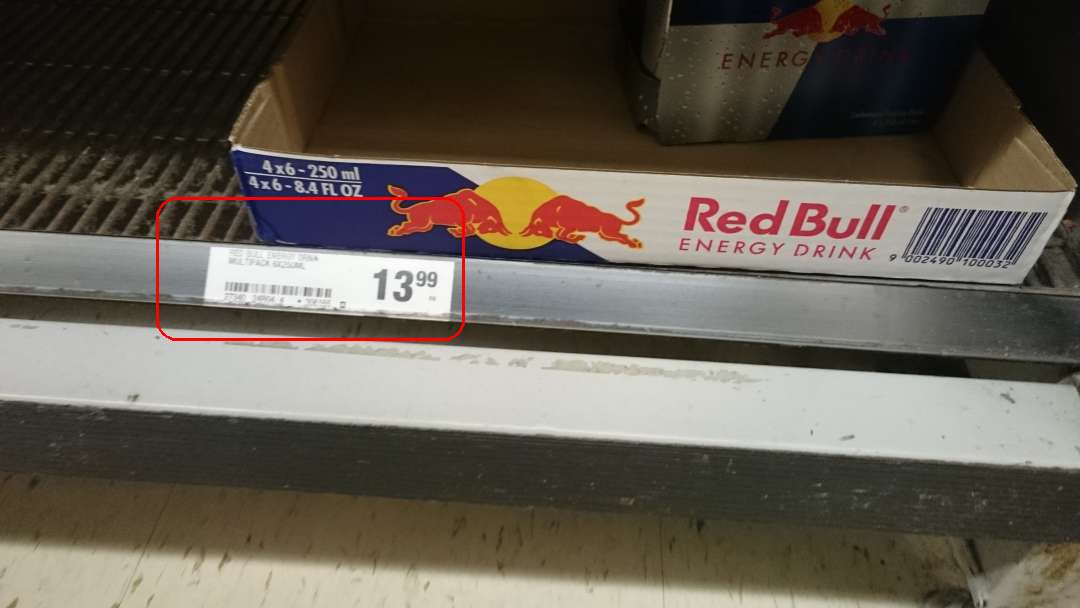 ENERGY DRINK
4x6-250 ml
4x6-8.4 FL OZ
Red Bull®
ENERGY DRINK
9 002490 100032
RED BULL ENERGY DRINK
MULTIPACK 6X250ML
13.99